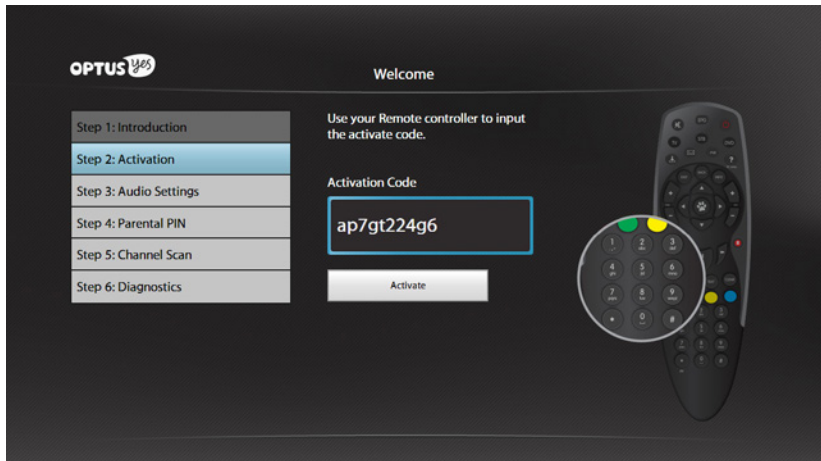 OPTUS yes
Welcome
Step 1: Introduction
Step 2: Activation
Step 3: Audio Settings
Step 4: Parental PIN
Step 5: Channel Scan
Step 6: Diagnostics
Use your Remote controller to input
the activate code.
Activation Code
ap7gt224g6
Activate
1 2 3
4 5 6
7 8 9
* 0 #